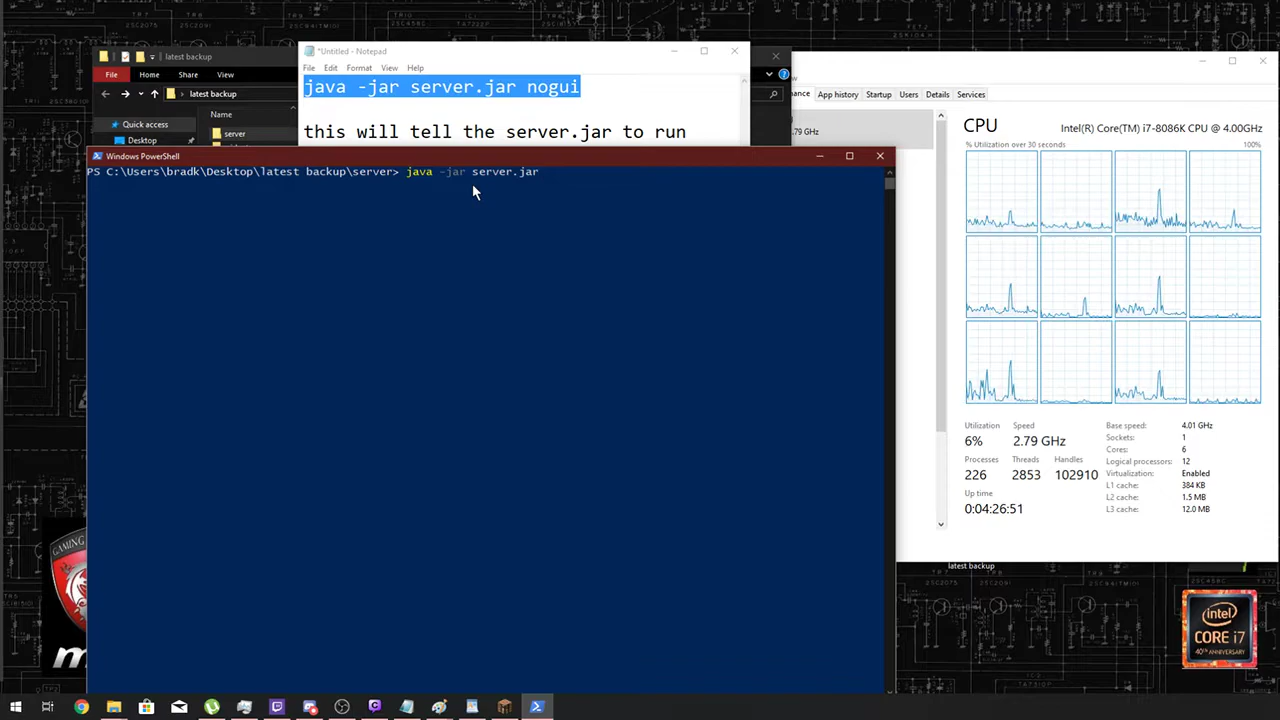 latest backup
File Home Share View
latest backup
Name
Quick access
server
Desktop
*Untitled - Notepad
File Edit Format View Help
java -jar server.jar nogui
this will tell the server.jar to run
Windows PowerShell
PS C:\Users\bradk\Desktop\latest backup\server> java -jar server.jar
App history Startup Users Details Services
CPU
Intel(R) Core(TM) i7-8086K CPU @ 4.00GHz
% Utilization over 30 seconds 100%
Utilization Speed
6% 2.79 GHz
Processes Threads Handles
226 2853 102910
Up time
0:04:26:51
Base speed: 4.01 GHz
Sockets: 1
Cores: 6
Logical processors: 12
Virtualization: Enabled
L1 cache: 384 KB
L2 cache: 1.5 MB
L3 cache: 12.0 MB
latest backup
intel
CORE i7
40TH ANNIVERSARY